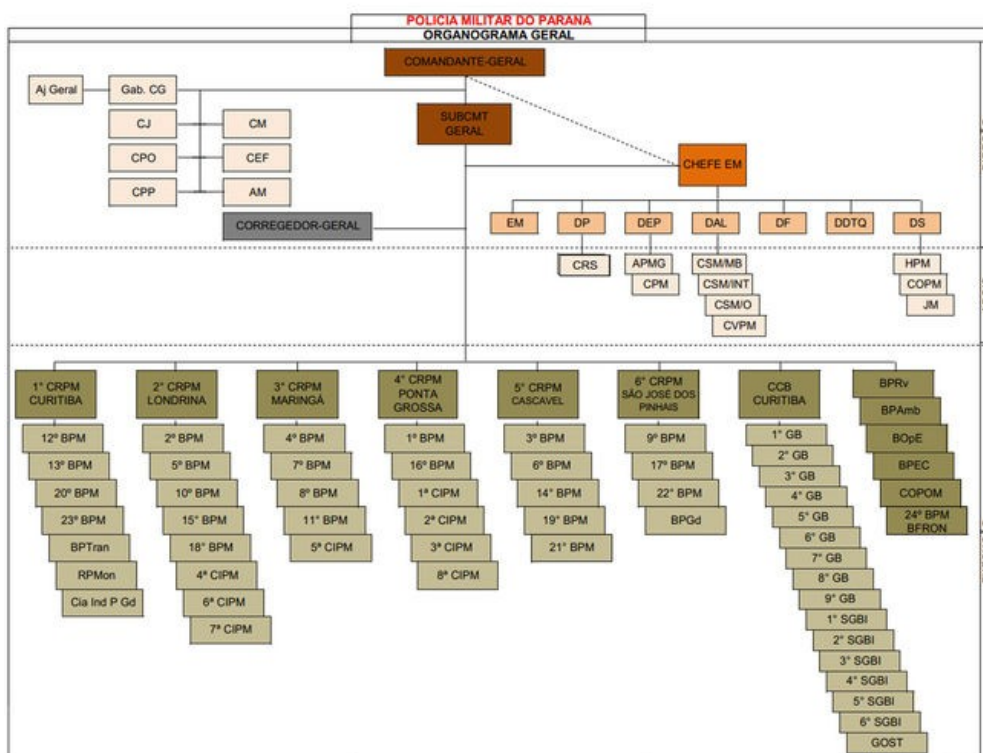 POLICIA MILITAR DO PARANA
ORGANOGRAMA GERAL
COMANDANTE-GERAL
Aj Geral
Gab. CG
SUBCMT
GERAL
CJ
CM
CPO
CEF
CPP
AM
CHEFE EM
CORREGEDOR-GERAL
EM
DP
DEP
DAL
DF
DDTQ
DS
CRS
APMG
CPM
CSM/MB
CSM/INT
CSM/O
CVPM
HPM
COPM
JM
1° CRPM
CURITIBA
12º BPM
13º BPM
20º BPM
23º BPM
BPTran
RPMon
Cia Ind P Gd
2° CRPM
LONDRINA
2º BPM
5º BPM
10º BPM
15° BPM
18° BPM
4ª CIPM
6ª CIPM
7ª CIPM
3° CRPM
MARINGÁ
4º BPM
7º BPM
8º BPM
11° BPM
5ª CIPM
4° CRPM
PONTA
GROSSA
1º BPM
16º BPM
1ª CIPM
2ª CIPM
3ª CIPM
8ª CIPM
5° CRPM
CASCAVEL
3º BPM
6º BPM
14° BPM
19° BPM
21° BPM
6° CRPM
SÃO JOSÉ DOS
PINHAIS
9º BPM
17º BPM
22° BPM
BPGd
CCB
CURITIBA
1° GB
2° GB
3° GB
4° GB
5° GB
6° GB
7° GB
8° GB
9° GB
1° SGBI
2° SGBI
3° SGBI
4° SGBI
5° SGBI
6° SGBI
GOST
BPRv
BPAmb
BOpE
BPEC
COPOM
24º BPM
BFRON